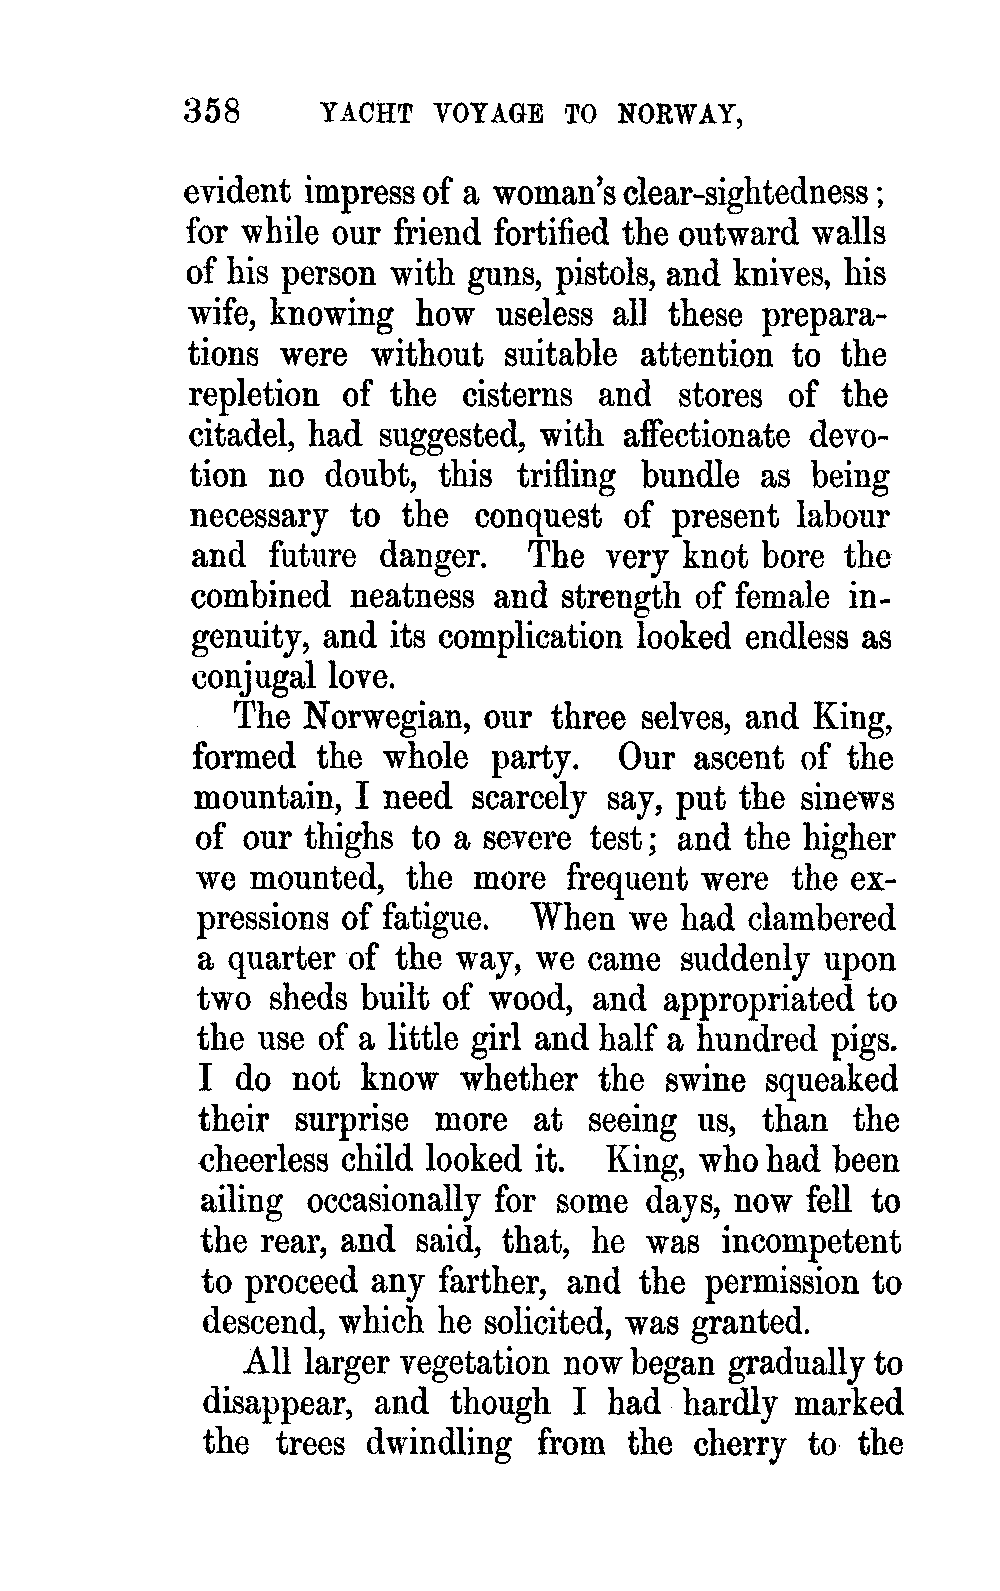 358 YACHT VOYAGE TO NORWAY,
evident impress of a woman's clear-sightedness;
for while our friend fortified the outward walls
of his person with guns, pistols, and knives, his
wife, knowing how useless all these prepara-
tions were without suitable attention to the
repletion of the cisterns and stores of the
citadel, had suggested, with affectionate devo-
tion no doubt, this trifling bundle as being
necessary to the conquest of present labour
and future danger. The very knot bore the
combined neatness and strength of female in-
genuity, and its complication looked endless as
conjugal love.
The Norwegian, our three selves, and King,
formed the whole party. Our ascent of the
mountain, I need scarcely say, put the sinews
of our thighs to a severe test; and the higher
we mounted, the more frequent were the ex-
pressions of fatigue. When we had clambered
a quarter of the way, we came suddenly upon
two sheds built of wood, and appropriated to
the use of a little girl and half a hundred pigs.
I do not know whether the swine squeaked
their surprise more at seeing us, than the
cheerless child looked it. King, who had been
ailing occasionally for some days, now fell to
the rear, and said, that, he was incompetent
to proceed any farther, and the permission to
descend, which he solicited, was granted.
All larger vegetation now began gradually to
disappear, and though I had hardly marked
the trees dwindling from the cherry to the